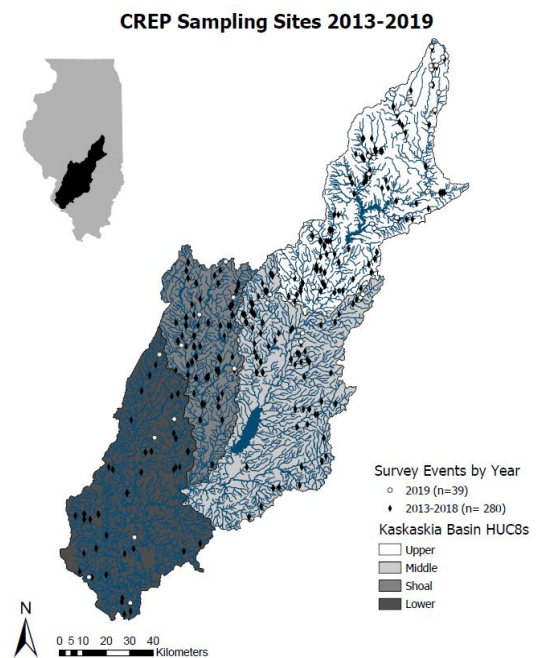 CREP Sampling Sites 2013-2019
Survey Events by Year
2019 (n=39)
2013-2018 (n= 280)
Kaskaskia Basin HUC8s
Upper
Middle
Shoal
Lower
N
0 5 10 20 30 40
Kilometers